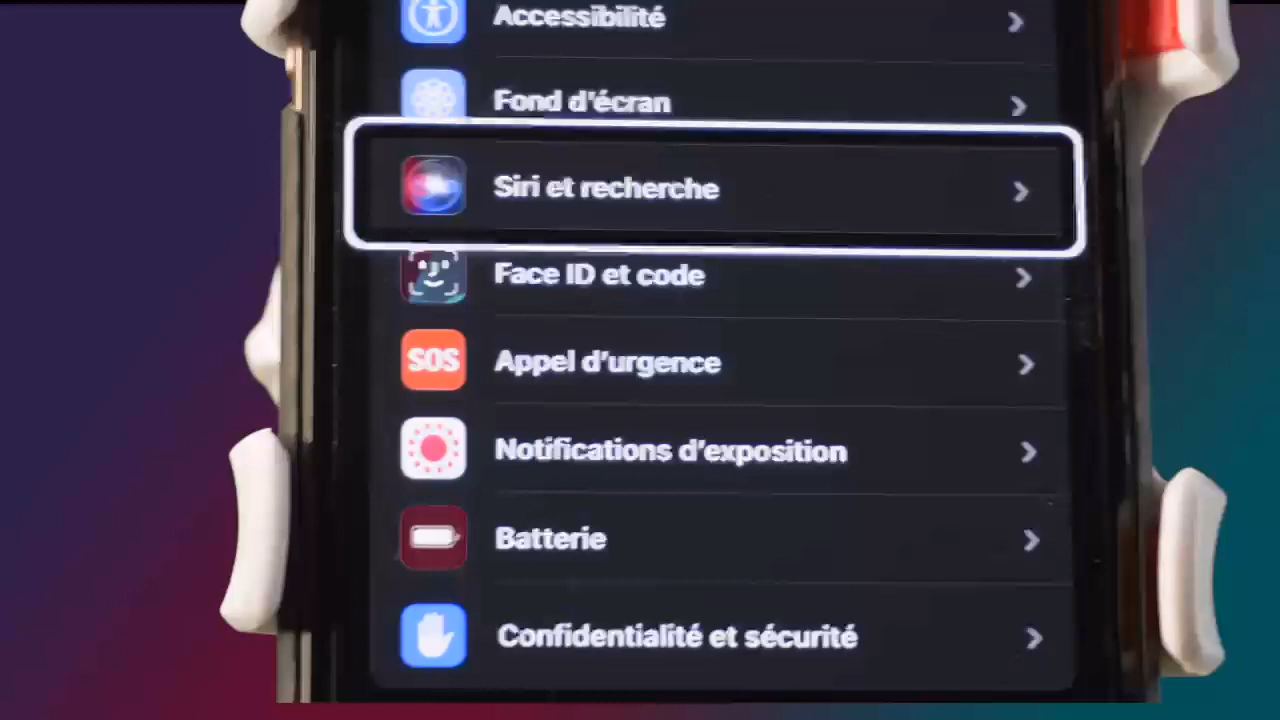 Accessibilité
Fond d'écran
Siri et recherche
Face ID et code
SOS
Appel d'urgence
Notifications d'exposition
Batterie
Confidentialité et sécurité